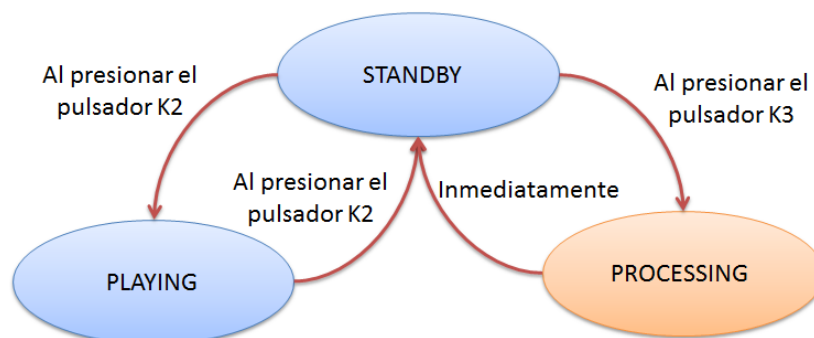 STANDBY
Al presionar el
pulsador K2
Al presionar el
pulsador K3
Al presionar el
pulsador K2
Inmediatamente
PLAYING
PROCESSING